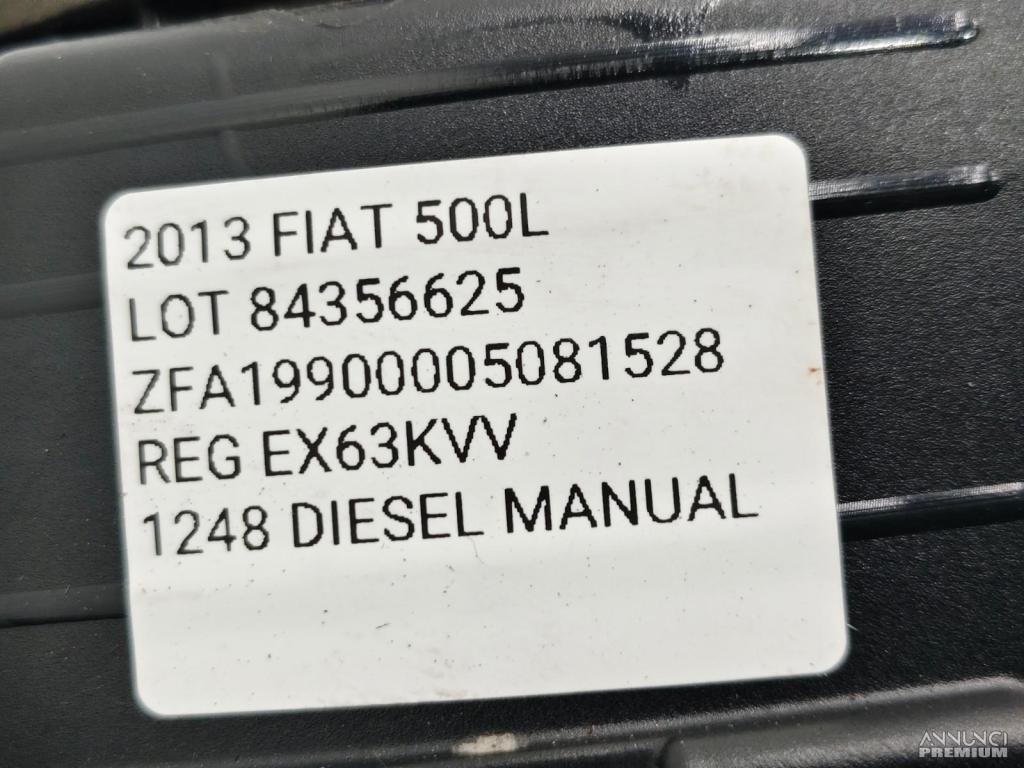 2013 FIAT 500L
LOT 84356625
ZFA19900005081528
REG EX63KVV
1248 DIESEL MANUAL
ANNUNCI
PREMIUM